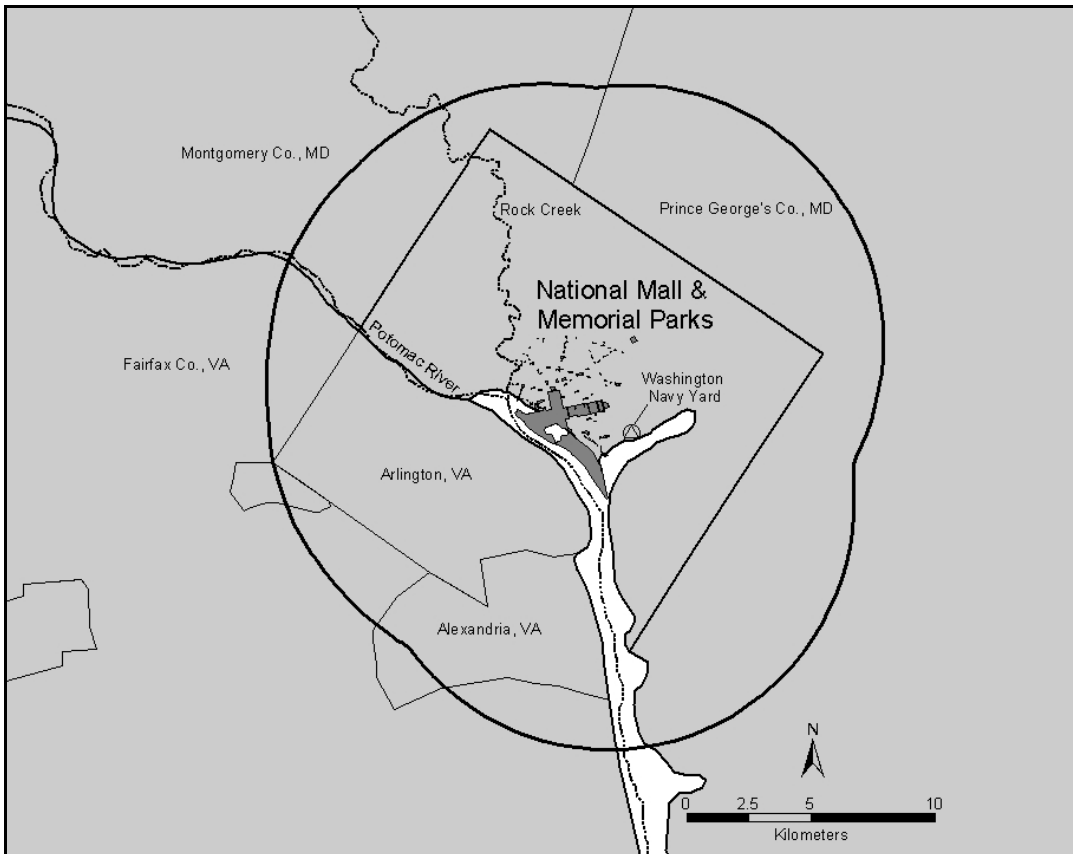 Montgomery Co., MD
Rock Creek
Prince George's Co., MD
National Mall &
Memorial Parks
Potomac River
Fairfax Co., VA
Washington
Navy Yard
Arlington, VA
Alexandria, VA
N
0 2.5 5 10
Kilometers